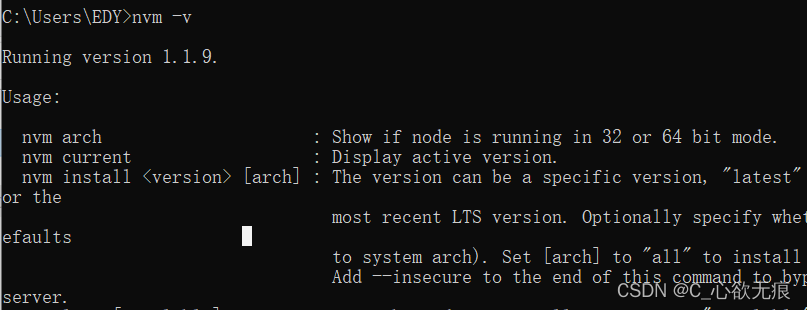 C:\Users\EDY>nvm -v
Running version 1.1.9.
Usage:
nvm arch : Show if node is running in 32 or 64 bit mode.
nvm current : Display active version.
nvm install <version> [arch] : The version can be a specific version, "latest"
or the
most recent LTS version. Optionally specify whet
efaults
to system arch). Set [arch] to "all" to install
Add --insecure to the end of this command to byp
server.
CSDN @C_心欲无痕